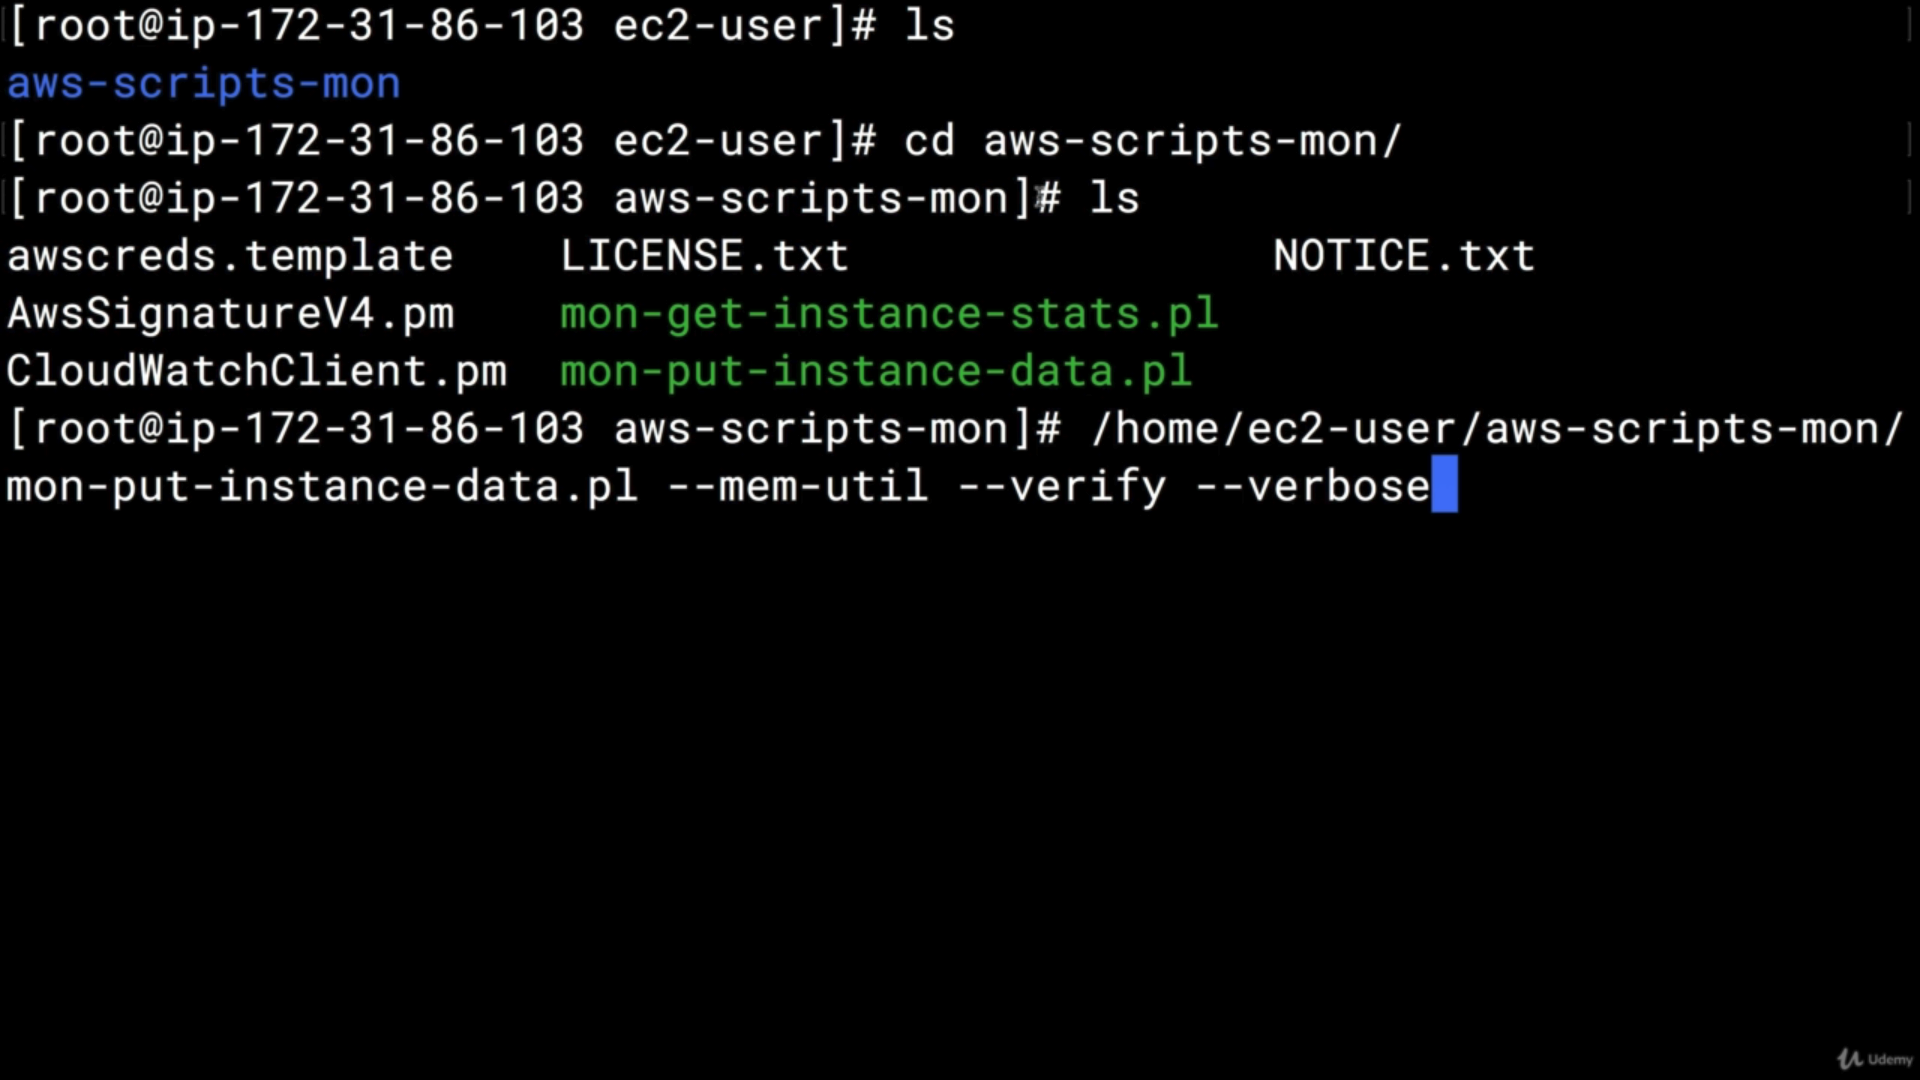 [root@ip-172-31-86-103 ec2-user]# ls
aws-scripts-mon
[root@ip-172-31-86-103 ec2-user]# cd aws-scripts-mon/
[root@ip-172-31-86-103 aws-scripts-mon]# ls
awscreds.template LICENSE.txt NOTICE.txt
AwsSignatureV4.pm mon-get-instance-stats.pl
CloudWatchClient.pm mon-put-instance-data.pl
[root@ip-172-31-86-103 aws-scripts-mon]# /home/ec2-user/aws-scripts-mon/
mon-put-instance-data.pl --mem-util --verify --verbose
Udemy